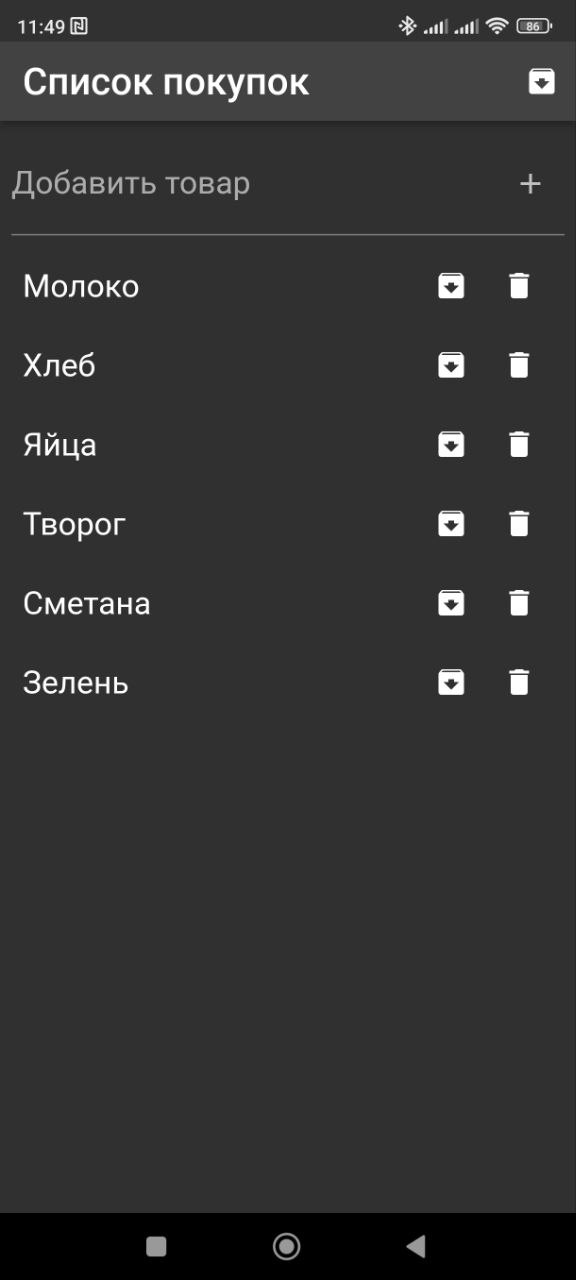 11:49
86
Список покупок
Добавить товар
Молоко
Хлеб
Яйца
Творог
Сметана
Зелень